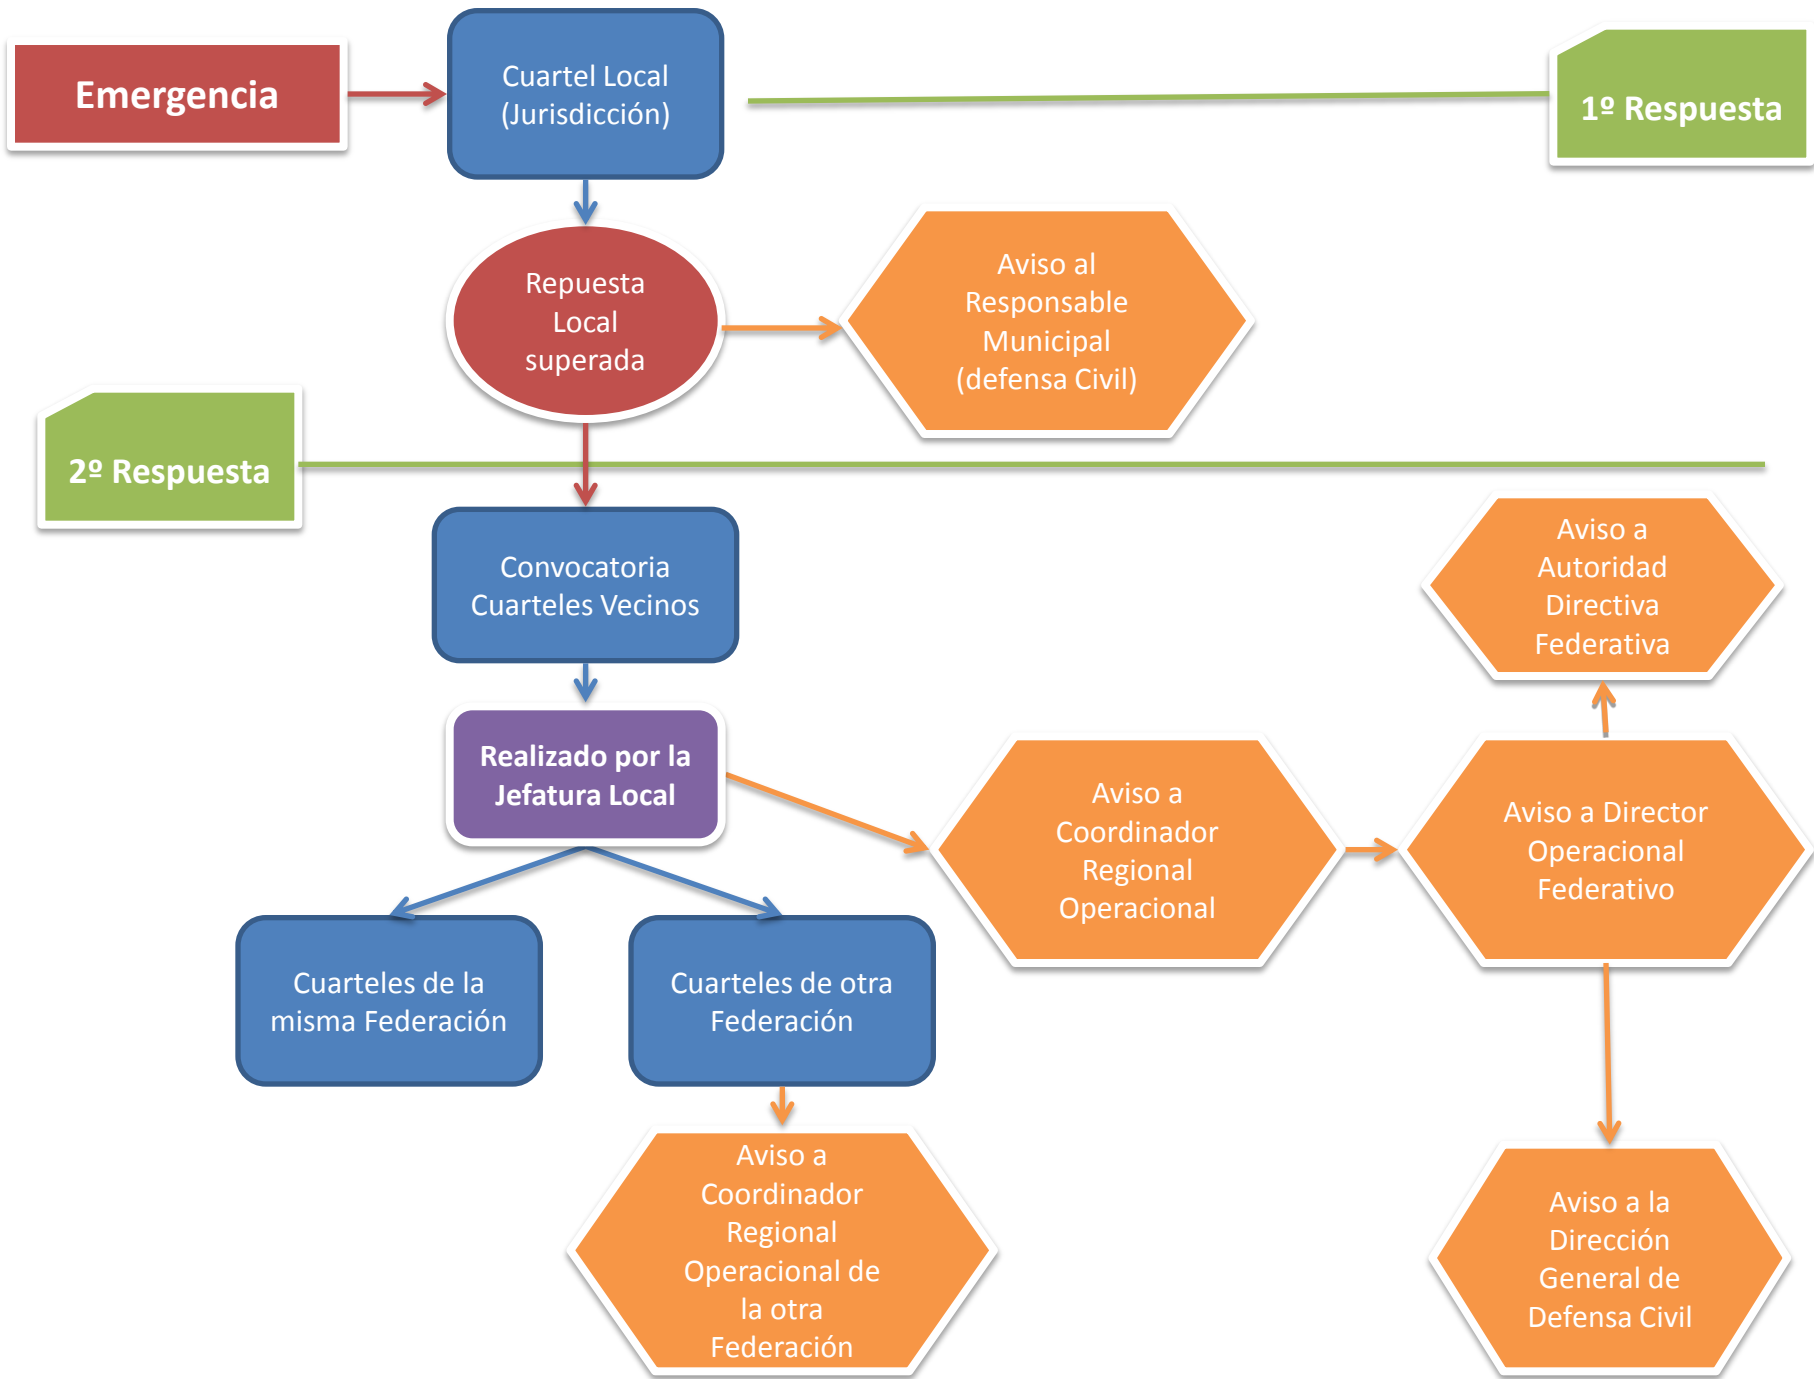 Emergencia
Cuartel Local
(Jurisdicción)
1º Respuesta
Repuesta
Local
superada
Aviso al
Responsable
Municipal
(defensa Civil)
2º Respuesta
Convocatoria
Cuarteles Vecinos
Aviso a
Autoridad
Directiva
Federativa
Realizado por la
Jefatura Local
Aviso a
Coordinador
Regional
Operacional
Aviso a Director
Operacional
Federativo
Cuarteles de la
misma Federación
Cuarteles de otra
Federación
Aviso a
Coordinador
Regional
Operacional de
la otra
Federación
Aviso a la
Dirección
General de
Defensa Civil